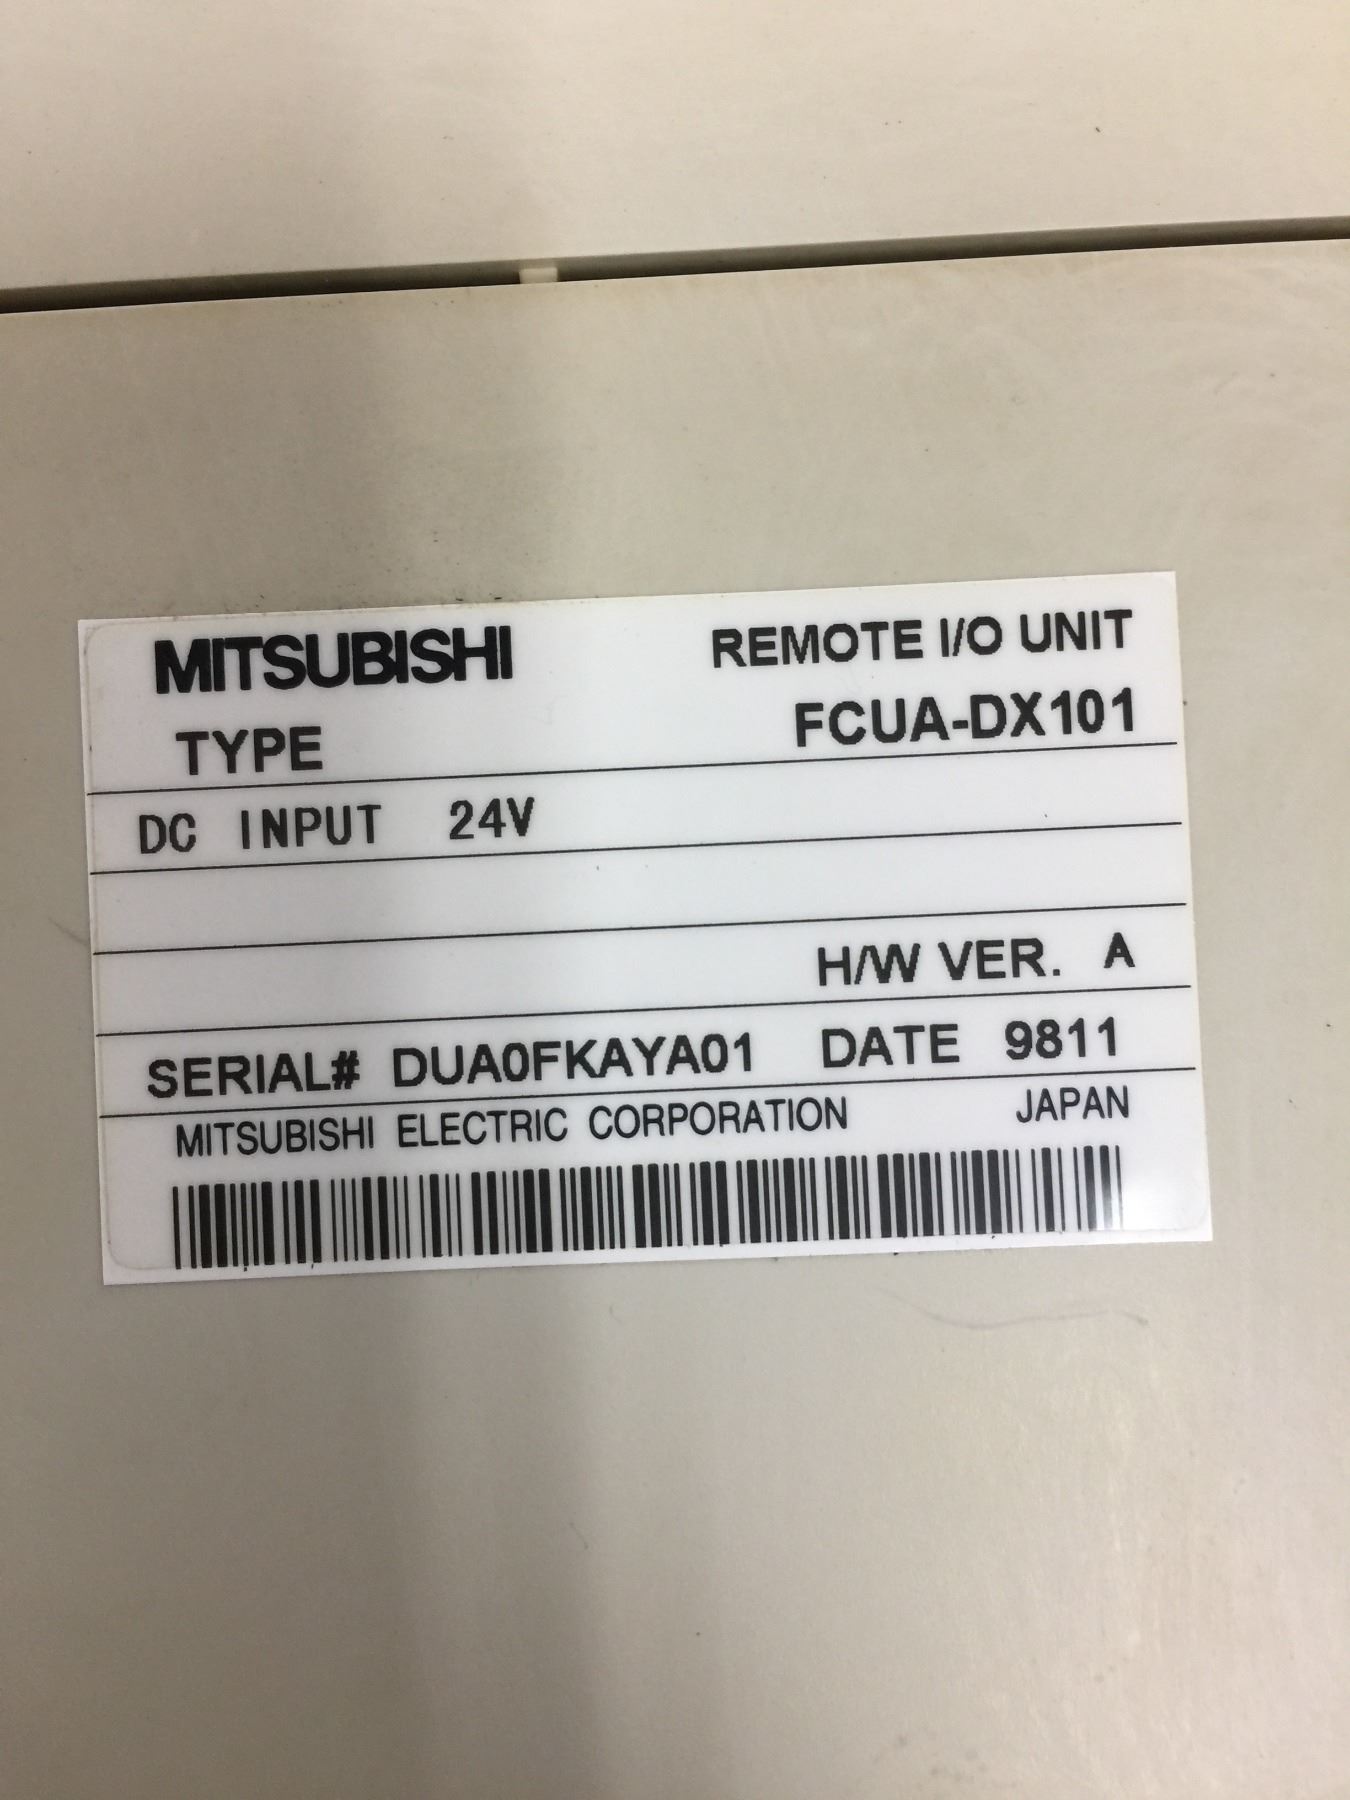 MITSUBISHI REMOTE I/O UNIT
TYPE FCUA-DX101
DC INPUT 24V
H/W VER. A
SERIAL# DUA0FKAYA01 DATE 9811
MITSUBISHI ELECTRIC CORPORATION JAPAN